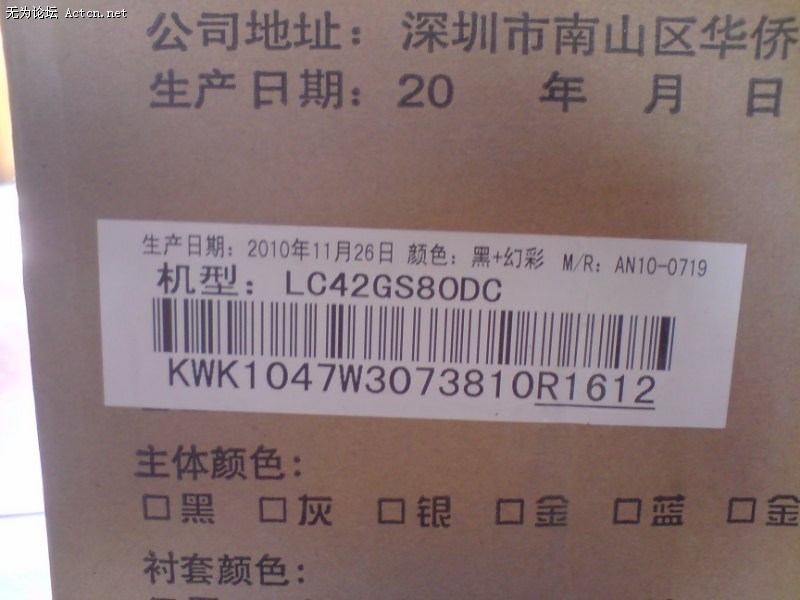 无为论坛 Actcn.net
公司地址：深圳市南山区华侨
生产日期：20 年 月 日
生产日期：2010年11月26日 颜色：黑+幻彩 M/R：AN10-0719
机型：LC42GS80DC
KWK1047W3073810R1612
主体颜色：
□黑 □灰 □银 □金 □蓝 □金
衬套颜色：